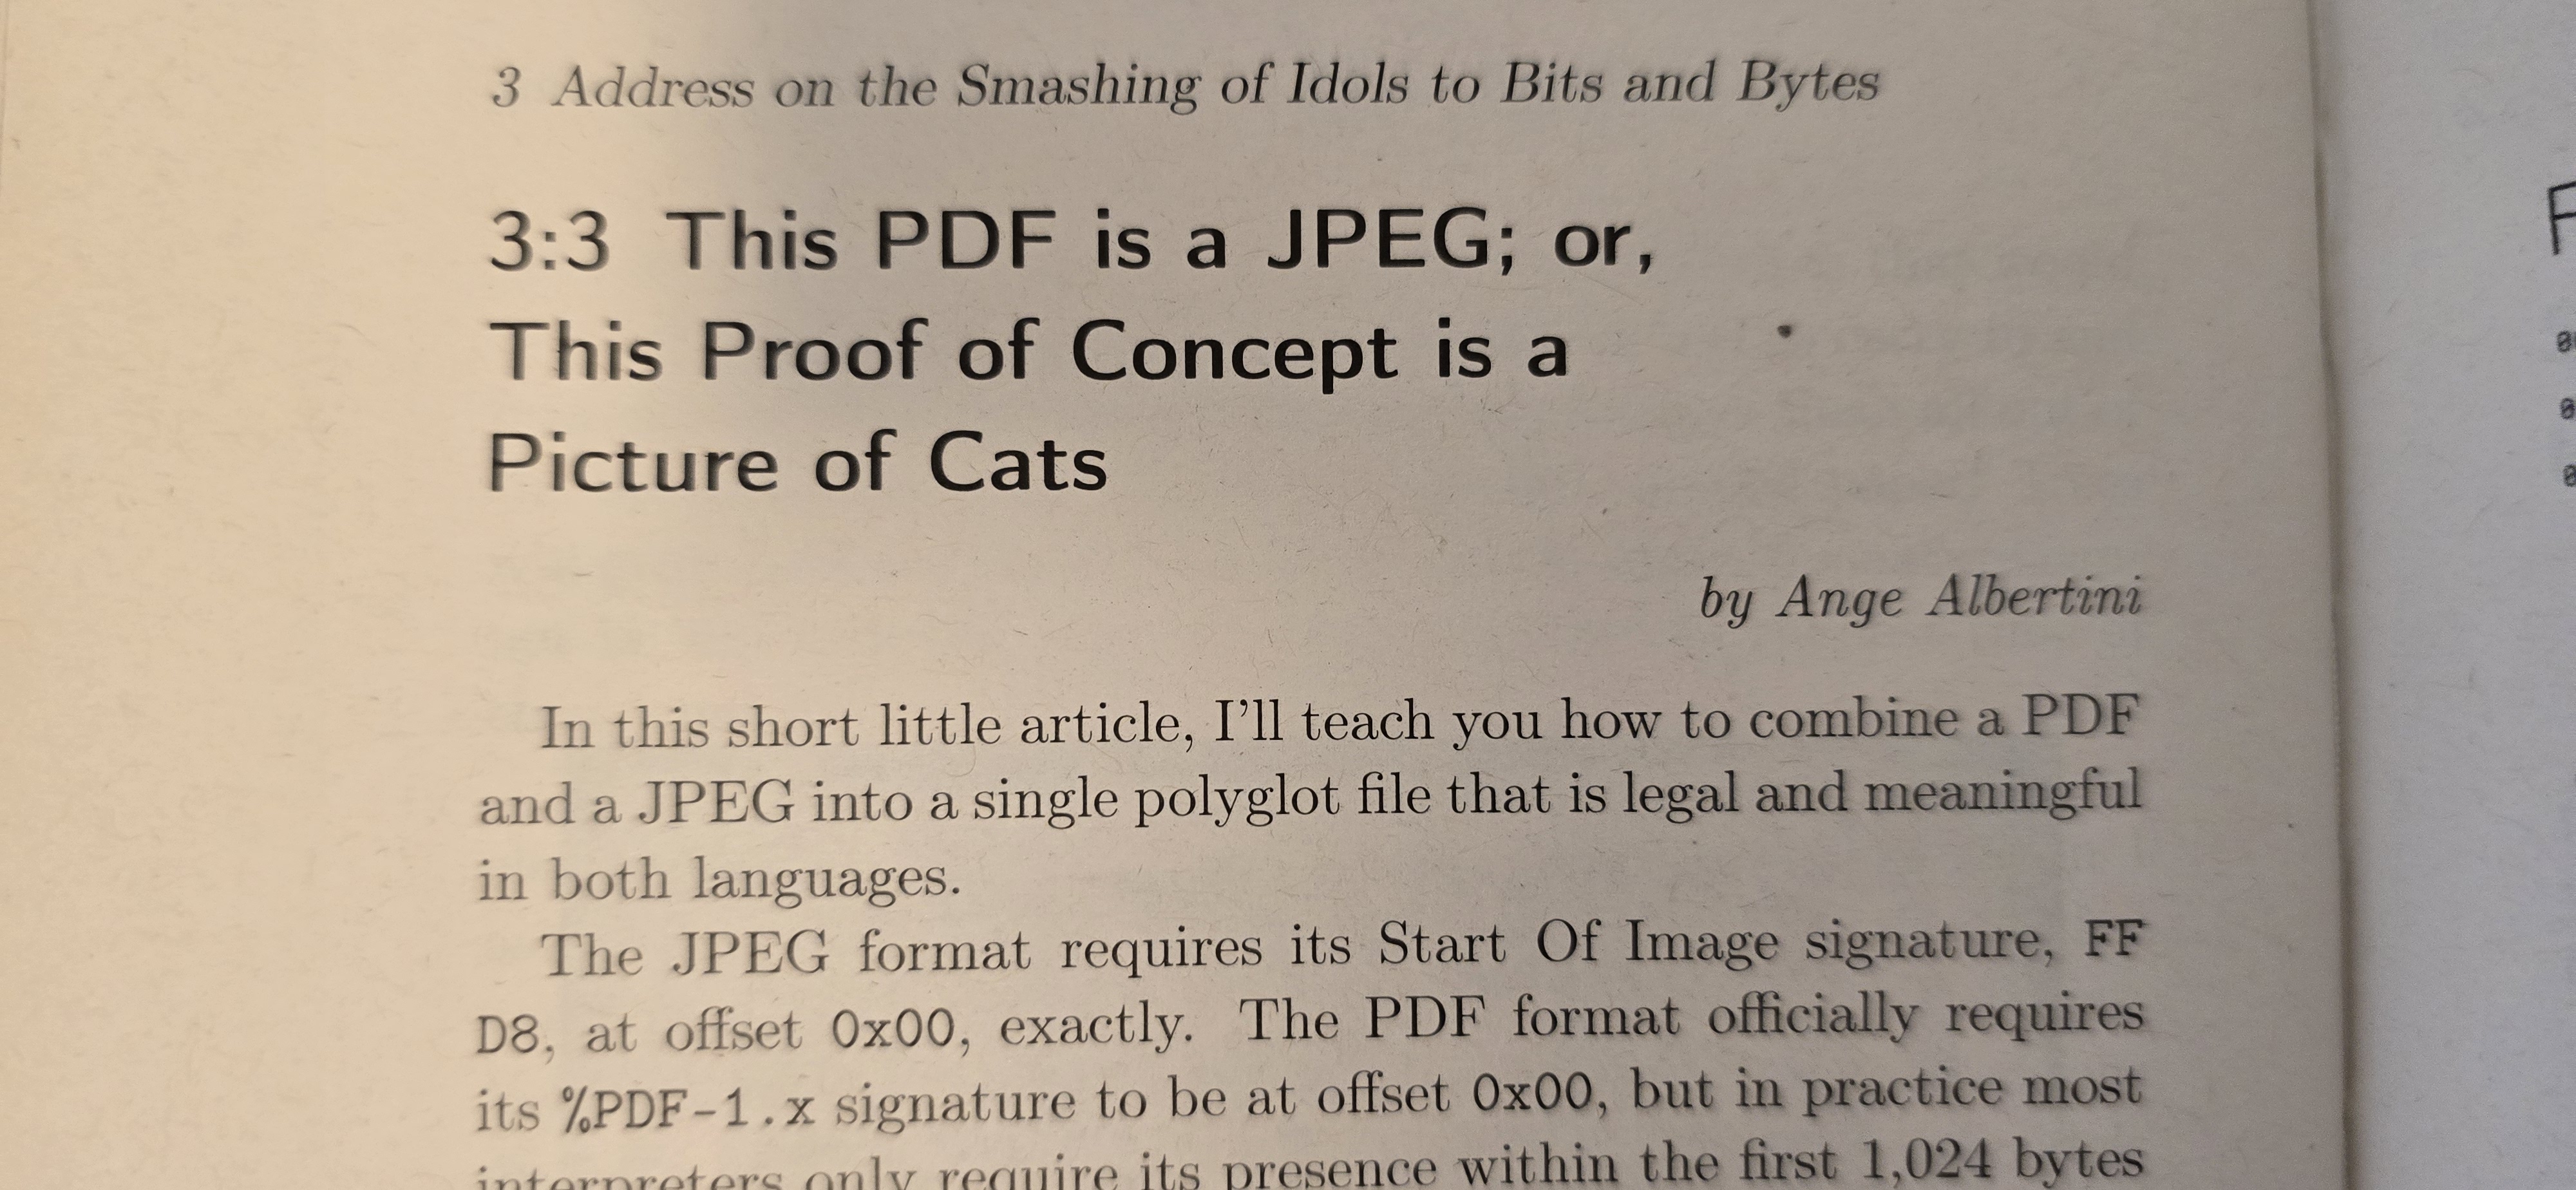 3 Address on the Smashing of Idols to Bits and Bytes
3:3 This PDF is a JPEG; or,
This Proof of Concept is a
Picture of Cats
by Ange Albertini
In this short little article, I'll teach you how to combine a PDF
and a JPEG into a single polyglot file that is legal and meaningful
in both languages.
The JPEG format requires its Start Of Image signature, FF
D8, at offset 0x00, exactly. The PDF format officially requires
its %PDF-1.x signature to be at offset 0x00, but in practice most
interpreters only require its presence within the first 1,024 bytes